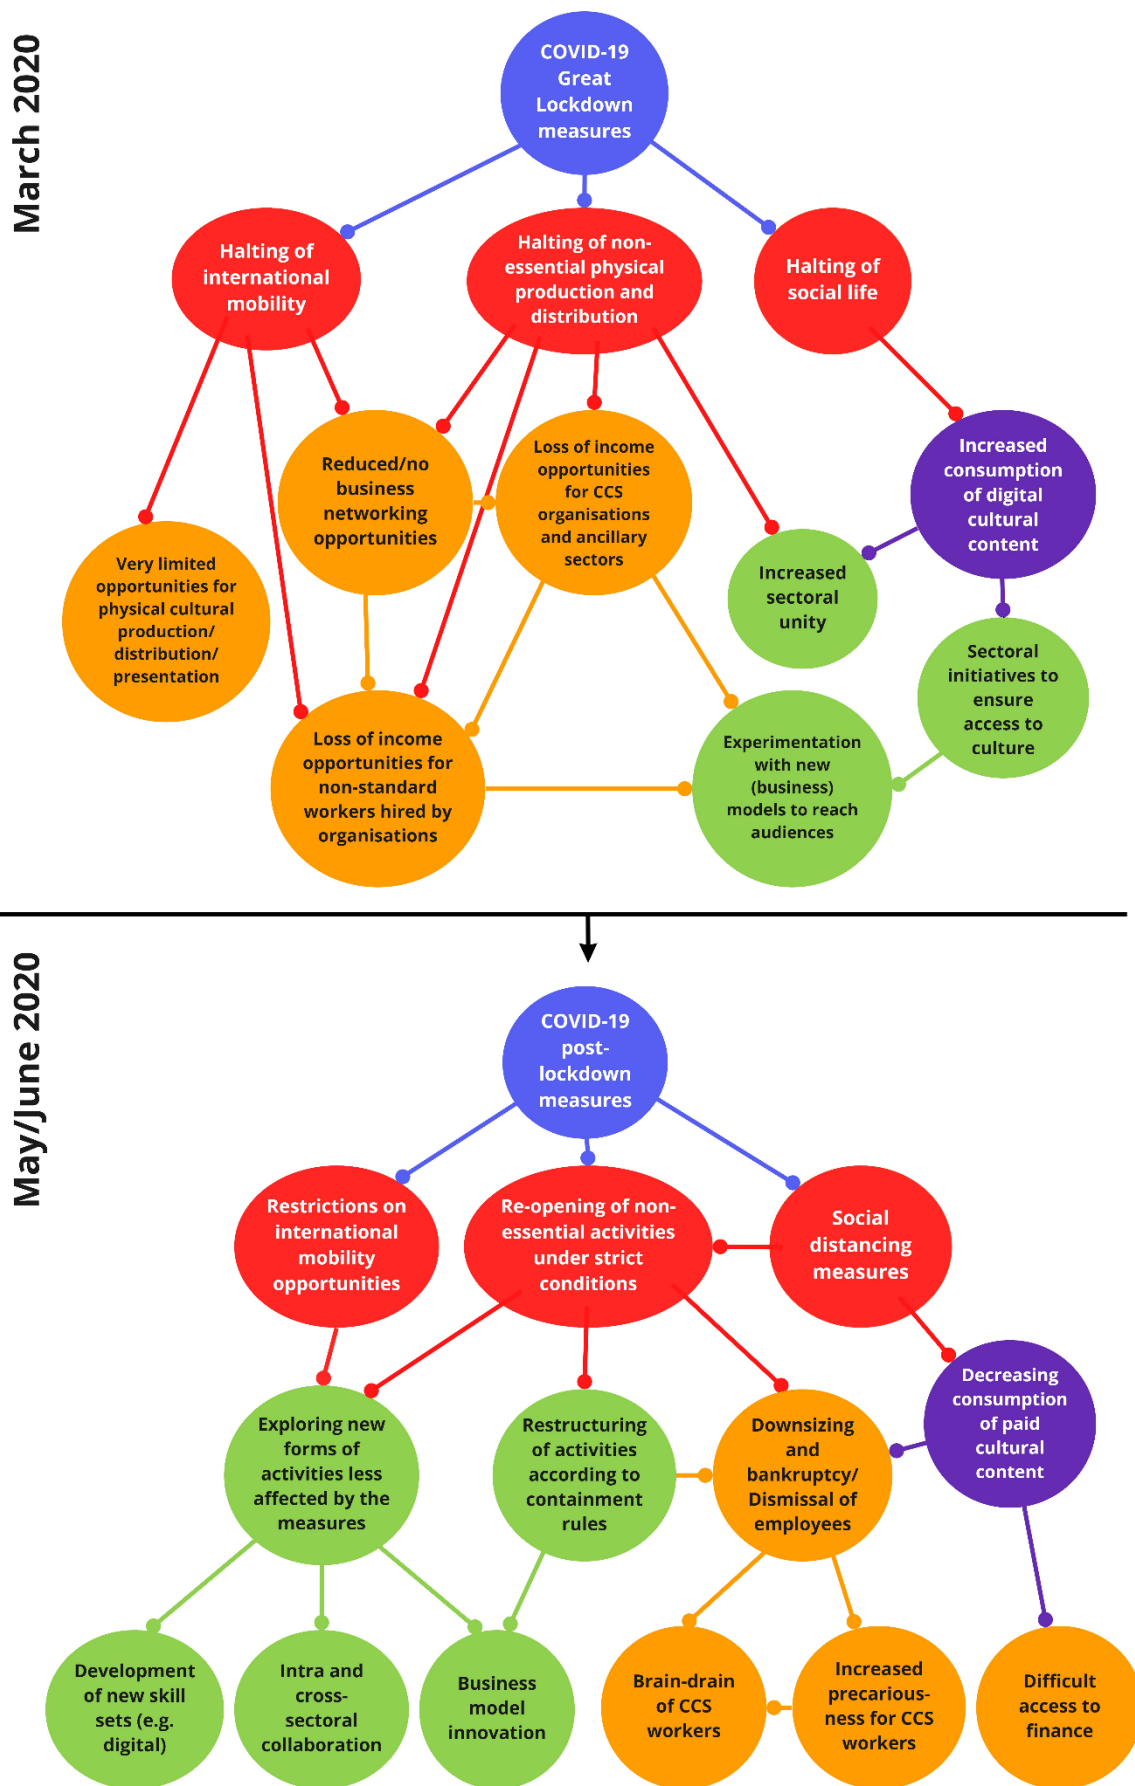 March 2020
COVID-19
Great
Lockdown
measures
Halting of
international
mobility
Halting of non-
essential physical
production and
distribution
Halting of
social life
Reduced/no
business
networking
opportunities
Loss of income
opportunities
for CCS
organisations
and ancillary
sectors
Increased
consumption
of digital
cultural
content
Very limited
opportunities for
physical cultural
production/
distribution/
presentation
Increased
sectoral
unity
Sectoral
initiatives to
ensure
access to
culture
Loss of income
opportunities for
non-standard
workers hired by
organisations
Experimentation
with new
(business)
models to reach
audiences
May/June 2020
COVID-19
post-
lockdown
measures
Restrictions on
international
mobility
opportunities
Re-opening of non-
essential activities
under strict
conditions
Social
distancing
measures
Exploring new
forms of
activities less
affected by the
measures
Restructuring
of activities
according to
containment
rules
Downsizing
and
bankruptcy/
Dismissal of
employees
Decreasing
consumption
of paid
cultural
content
Development
of new skill
sets (e.g.
digital)
Intra and
cross-
sectoral
collaboration
Business
model
innovation
Brain-drain
of CCS
workers
Increased
precarious-
ness for CCS
workers
Difficult
access to
finance